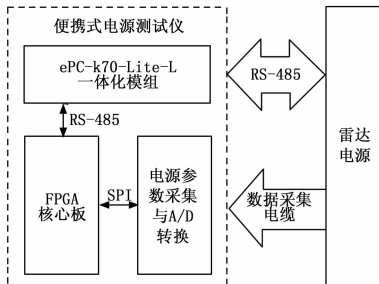 便携式电源测试仪
ePC-k70-Lite-L
一体化模组
RS-485
RS-485
FPGA
核心板
SPI
电源参
数采集
与A/D
转换
数据采集
电缆
雷达
电源